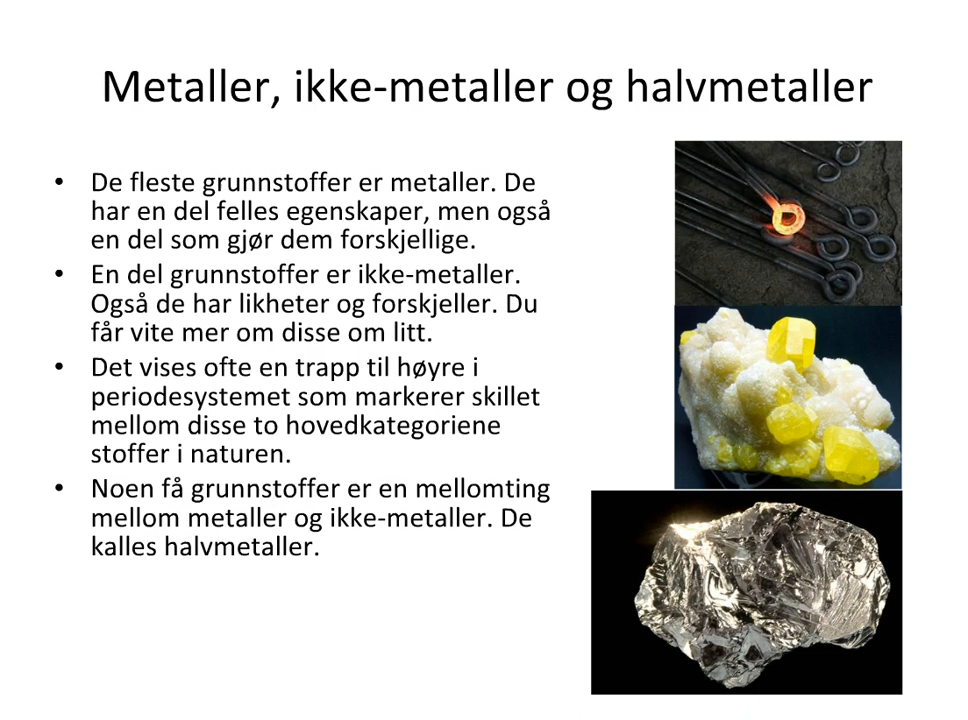 Metaller, ikke-metaller og halvmetaller
• De fleste grunnstoffer er metaller. De
har en del felles egenskaper, men også
en del som gjør dem forskjellige.
• En del grunnstoffer er ikke-metaller.
Også de har likheter og forskjeller. Du
får vite mer om disse om litt.
• Det vises ofte en trapp til høyre i
periodesystemet som markerer skillet
mellom disse to hovedkategoriene
stoffer i naturen.
• Noen få grunnstoffer er en mellomting
mellom metaller og ikke-metaller. De
kalles halvmetaller.